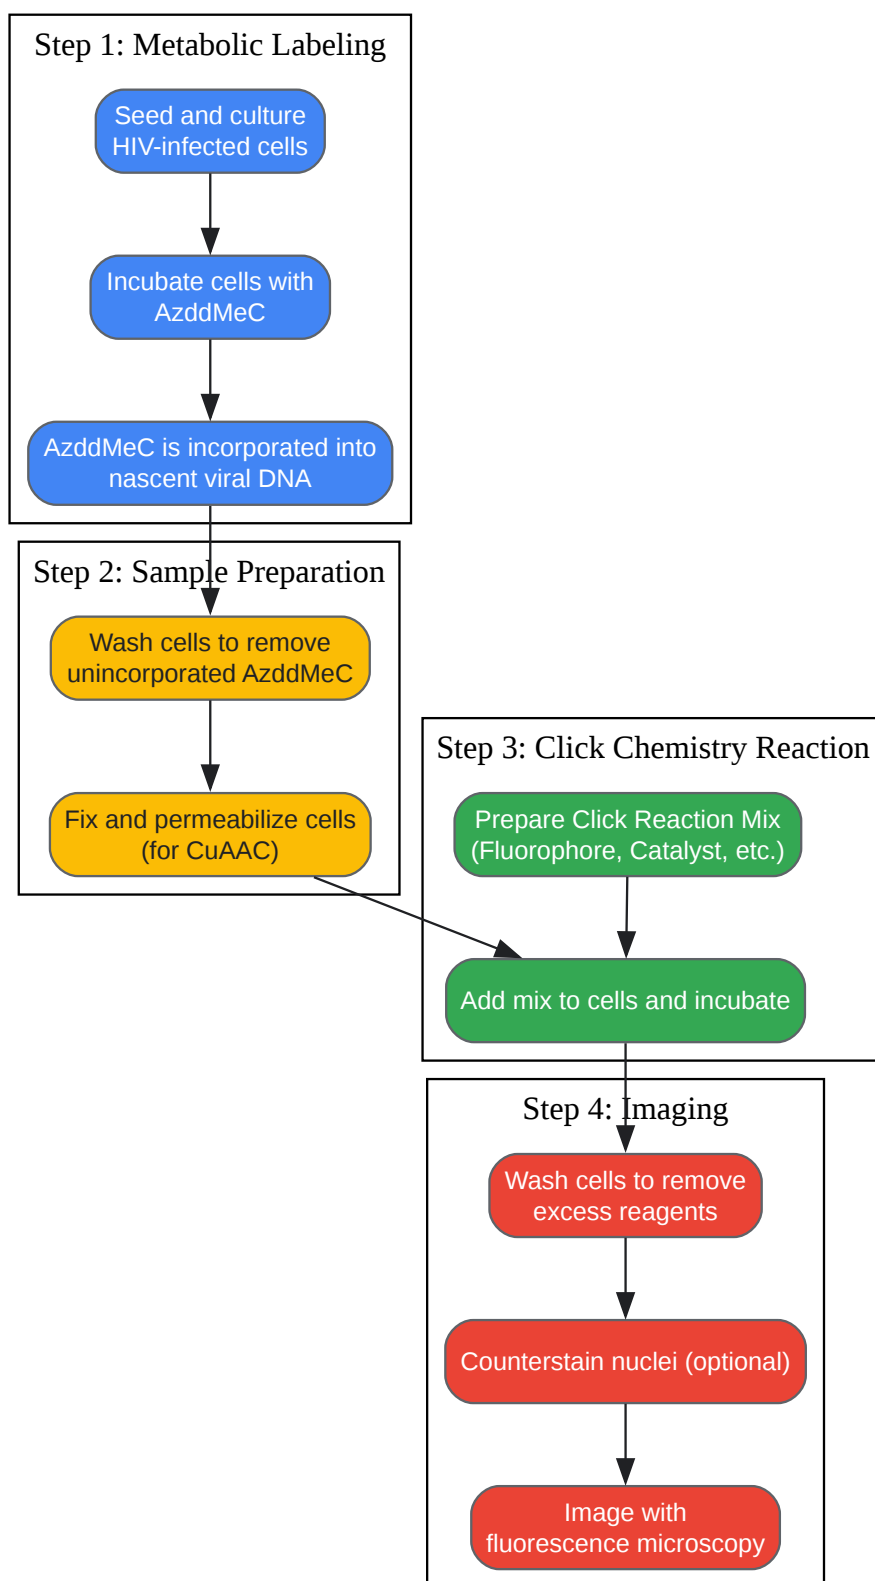 Step 1: Metabolic Labeling
Seed and culture
HIV-infected cells
Incubate cells with
AzddMeC
AzddMeC is incorporated into
nascent viral DNA
Step 2: Sample Preparation
Wash cells to remove
unincorporated AzddMeC
Fix and permeabilize cells
(for CuAAC)
Step 3: Click Chemistry Reaction
Prepare Click Reaction Mix
(Fluorophore, Catalyst, etc.)
Add mix to cells and incubate
Step 4: Imaging
Wash cells to remove
excess reagents
Counterstain nuclei (optional)
Image with
fluorescence microscopy